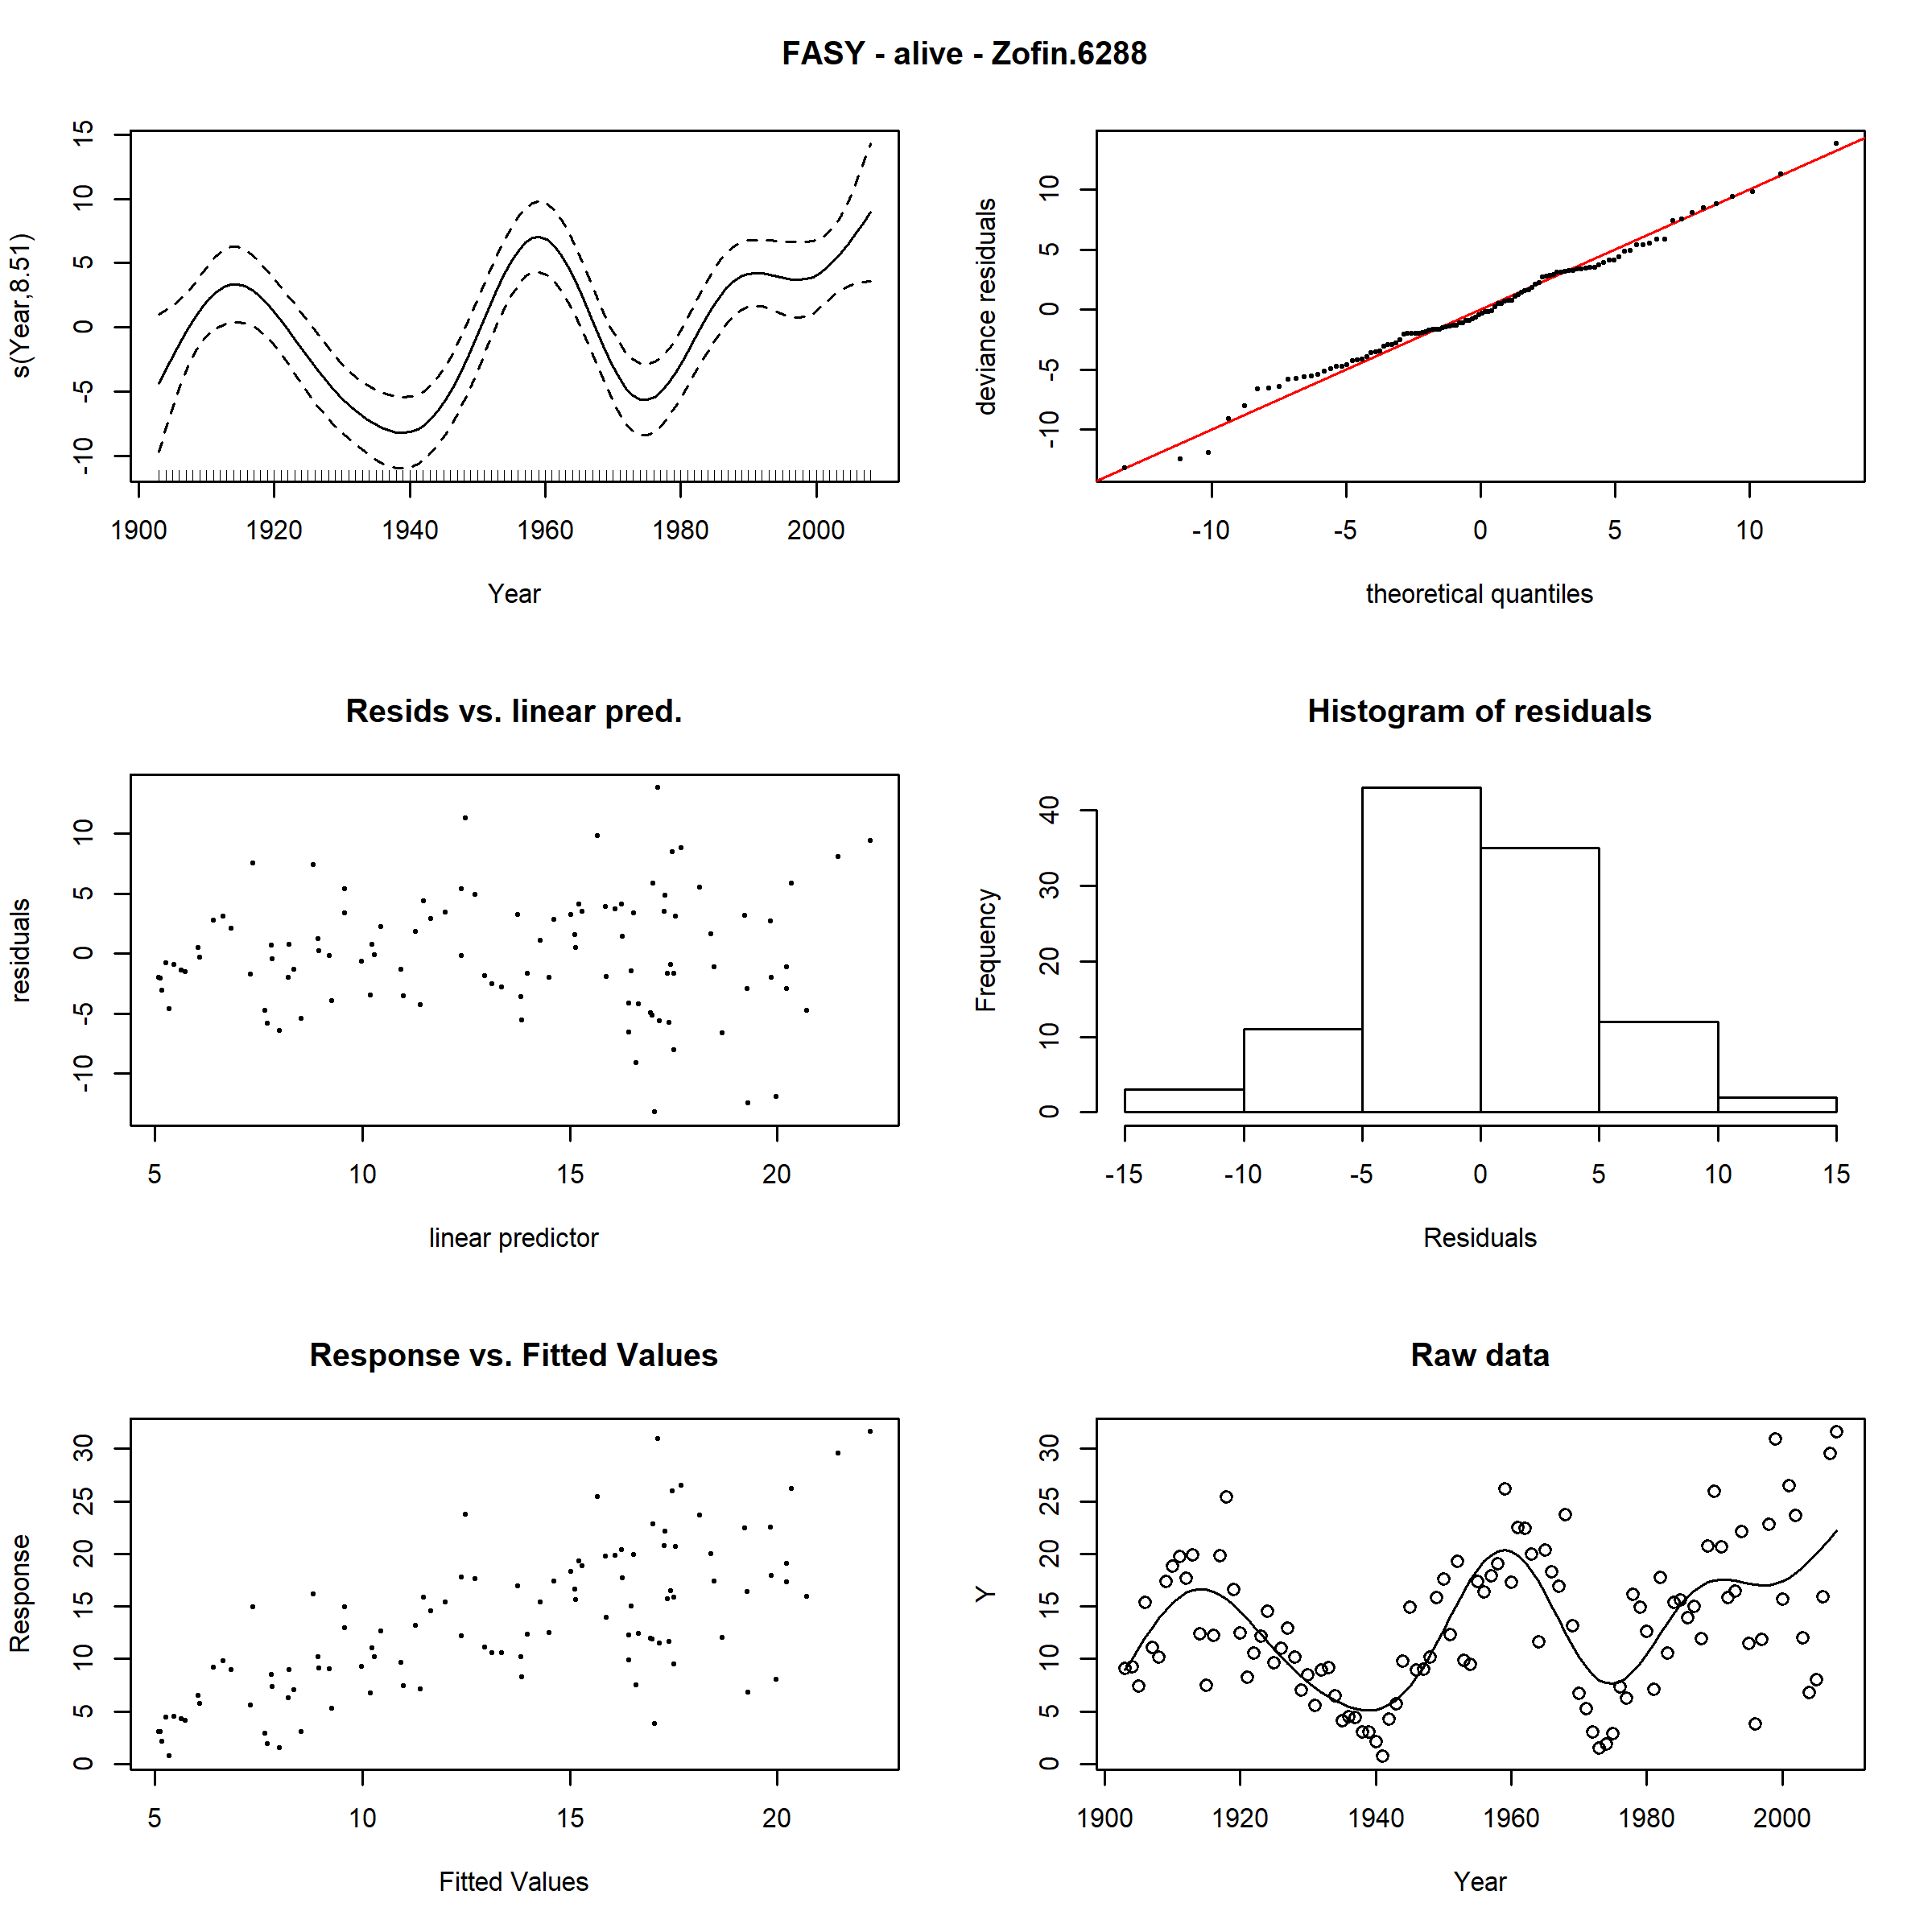 FASY - alive - Zofin.6288
s(Year,8.51)
15
10
5
0
-5
-10
1900 1920 1940 1960 1980 2000
Year
deviance residuals
10
5
0
-5
-10
-10 -5 0 5 10
theoretical quantiles
Resids vs. linear pred.
residuals
10
5
0
-5
-10
5 10 15 20
linear predictor
Histogram of residuals
Frequency
40
30
20
10
0
-15 -10 -5 0 5 10 15
Residuals
Response vs. Fitted Values
Response
30
25
20
15
10
5
0
5 10 15 20
Fitted Values
Raw data
Y
30
25
20
15
10
5
0
1900 1920 1940 1960 1980 2000
Year